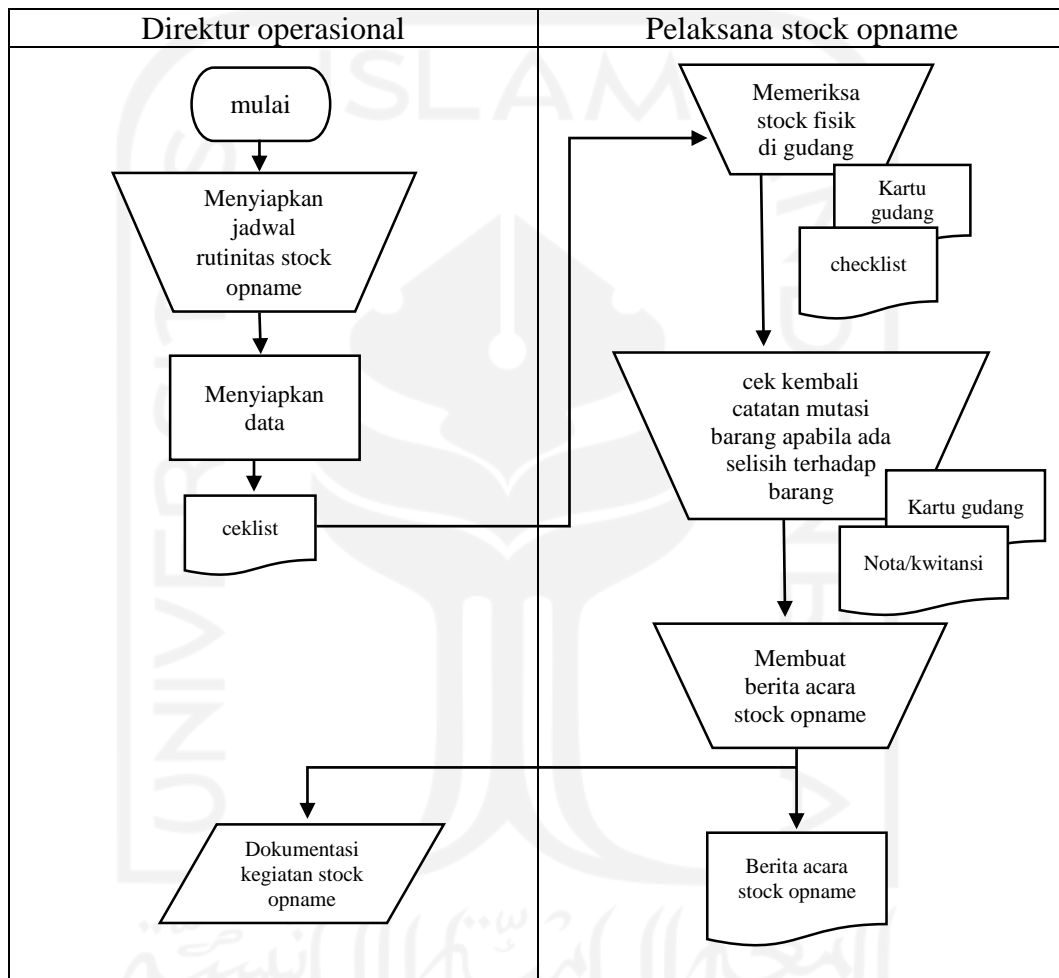 Direktur operasional
Pelaksana stock opname
mulai
Menyiapkan
jadwal
rutinitas stock
opname
Menyiapkan
data
ceklist
Memeriksa
stock fisik
di gudang
Kartu
gudang
checklist
cek kembali
catatan mutasi
barang apabila ada
selisih terhadap
barang
Kartu gudang
Nota/kwitansi
Membuat
berita acara
stock opname
Dokumentasi
kegiatan stock
opname
Berita acara
stock opname
ISLAM